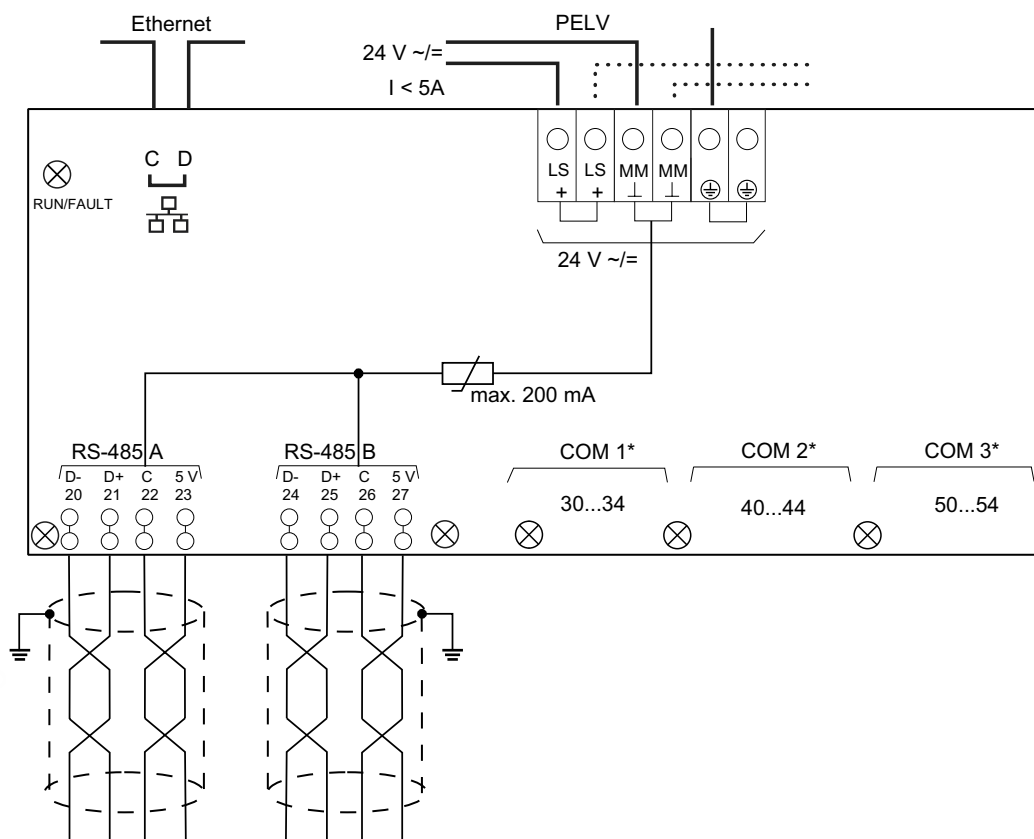 Ethernet
PELV
24 V ~/=
I < 5A
C D
RUN/FAULT
LS LS MM MM
+ + ⊥ ⊥ ⏚ ⏚
24 V ~/=
max. 200 mA
RS-485 A RS-485 B COM 1* COM 2* COM 3*
D- D+ C 5 V D- D+ C 5 V
20 21 22 23 24 25 26 27
30...34 40...44 50...54